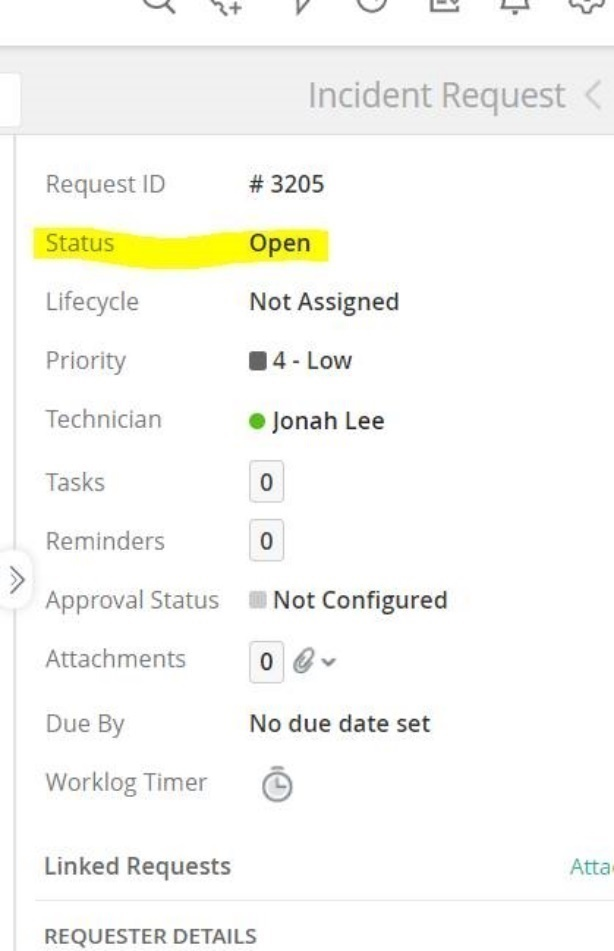 Incident Request
Request ID # 3205
Status Open
Lifecycle Not Assigned
Priority 4 - Low
Technician Jonah Lee
Tasks 0
Reminders 0
Approval Status Not Configured
Attachments 0
Due By No due date set
Worklog Timer
Linked Requests
REQUESTER DETAILS